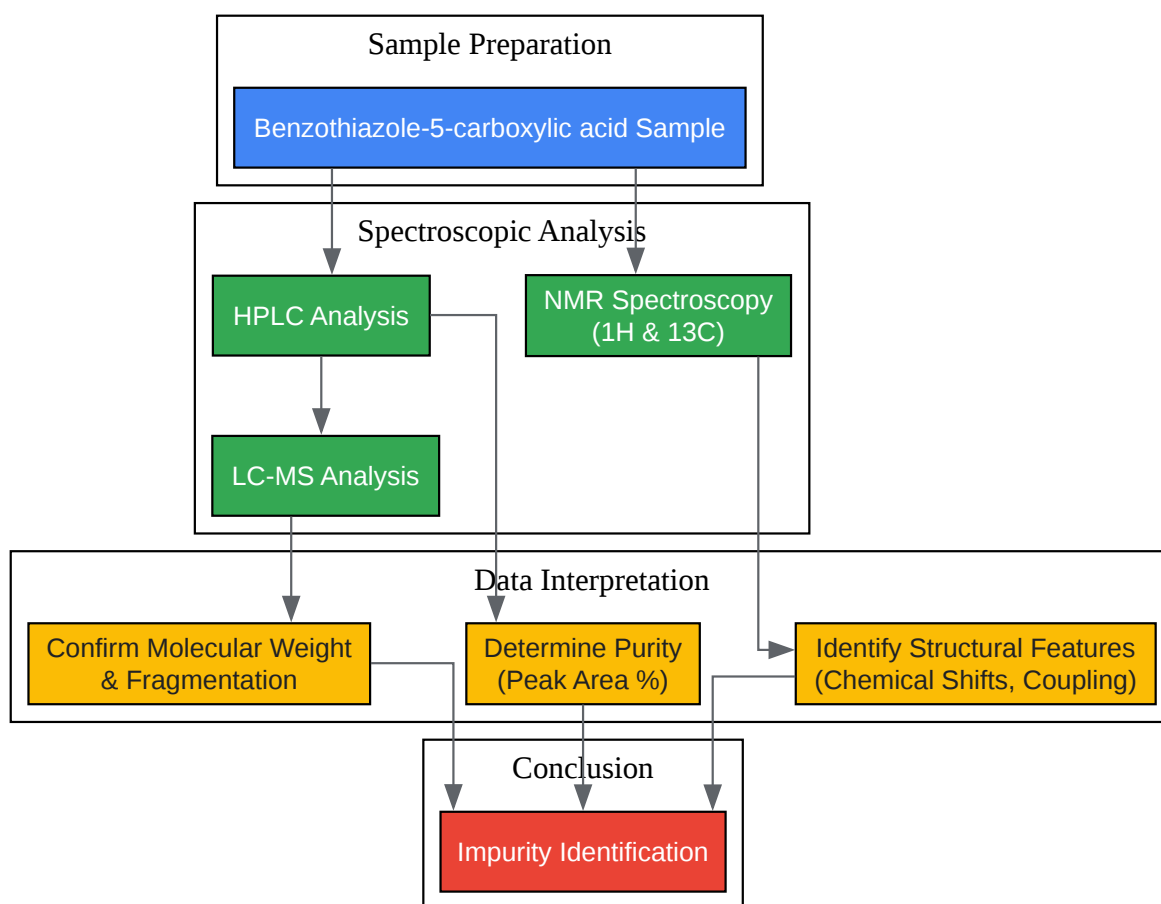 Sample Preparation
Benzothiazole-5-carboxylic acid Sample
Spectroscopic Analysis
HPLC Analysis
NMR Spectroscopy
(1H & 13C)
LC-MS Analysis
Data Interpretation
Confirm Molecular Weight
& Fragmentation
Determine Purity
(Peak Area %)
Identify Structural Features
(Chemical Shifts, Coupling)
Conclusion
Impurity Identification